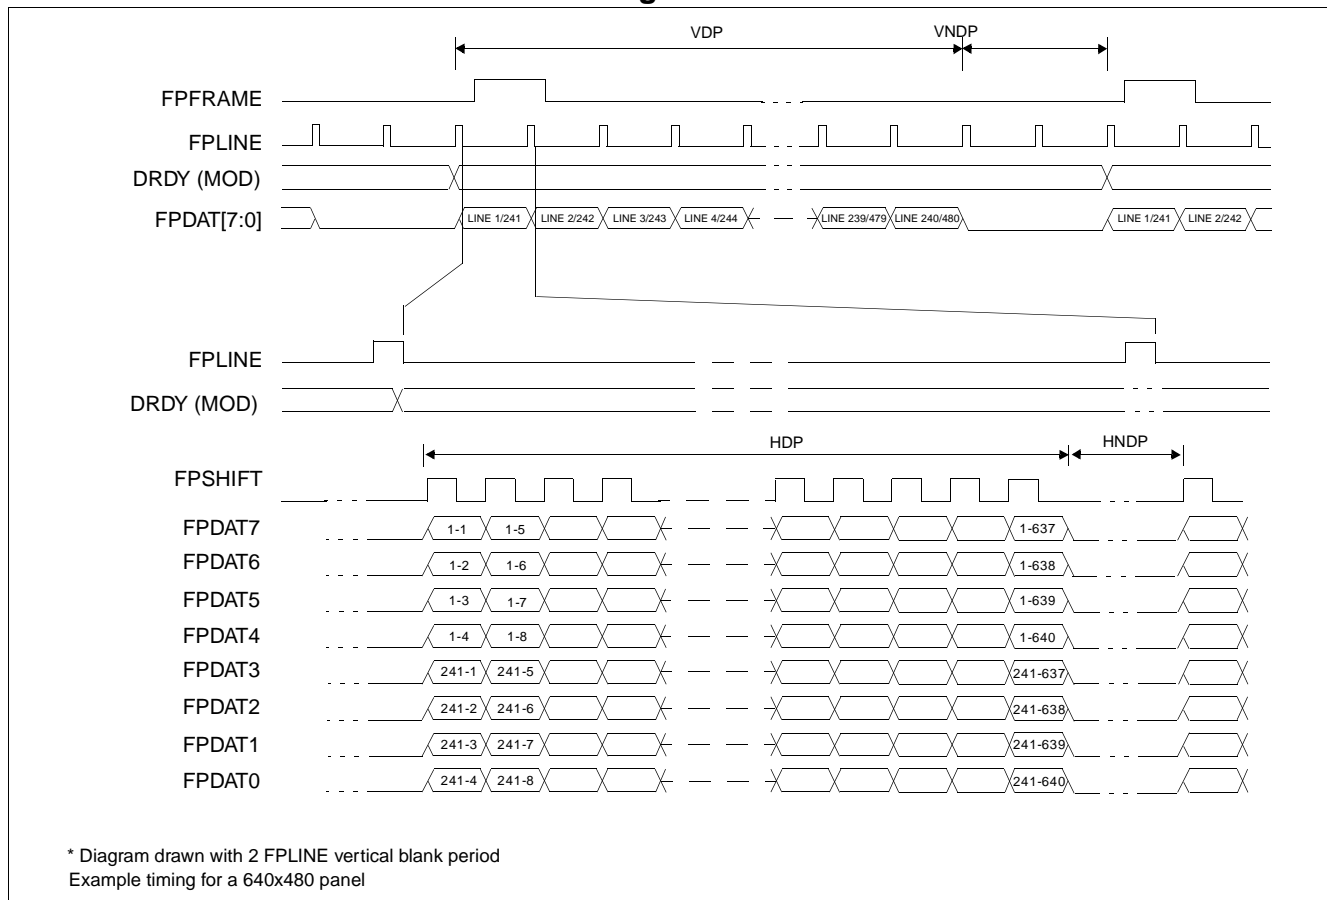 VDP VNDP
FPFRAME
FPLINE
DRDY (MOD)
FPDAT[7:0] LINE 1/241 LINE 2/242 LINE 3/243 LINE 4/244 LINE 239/479 LINE 240/480 LINE 1/241 LINE 2/242
FPLINE
DRDY (MOD)
HDP HNDP
FPSHIFT
FPDAT7 1-1 1-5 1-637
FPDAT6 1-2 1-6 1-638
FPDAT5 1-3 1-7 1-639
FPDAT4 1-4 1-8 1-640
FPDAT3 241-1 241-5 241-637
FPDAT2 241-2 241-6 241-638
FPDAT1 241-3 241-7 241-639
FPDAT0 241-4 241-8 241-640
* Diagram drawn with 2 FPLINE vertical blank period
Example timing for a 640x480 panel